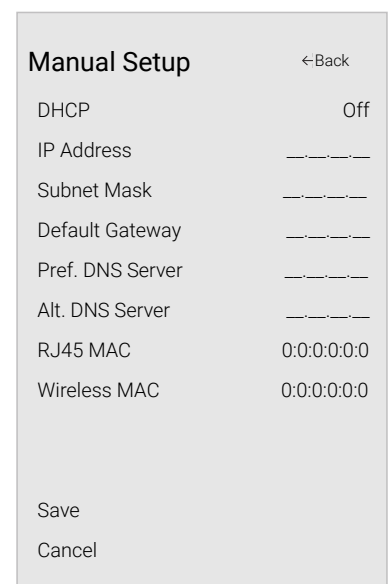 Manual Setup ←Back
DHCP Off
IP Address __.__.__.__
Subnet Mask __.__.__.__
Default Gateway __.__.__.__
Pref. DNS Server __.__.__.__
Alt. DNS Server __.__.__.__
RJ45 MAC 0:0:0:0:0:0
Wireless MAC 0:0:0:0:0:0
Save
Cancel